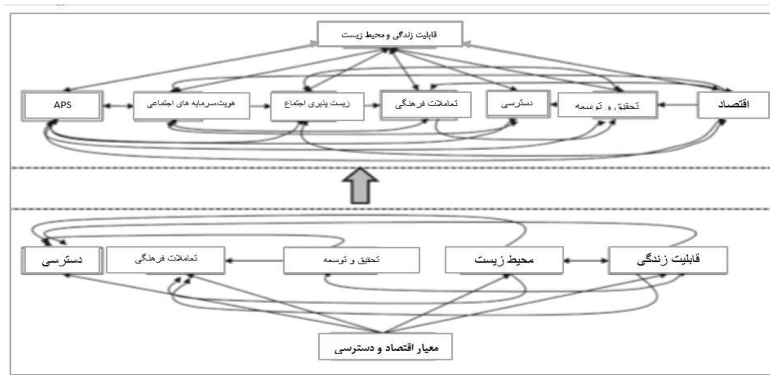 قابلیت زندگی و محیط زیست
اقتصاد
تحقیق و توسعه
دسترسی
تعاملات فرهنگی
زیست پذیری اجتماع
هویت،سرمایه های اجتماعی
APS
قابلیت زندگی
محیط زیست
تحقیق و توسعه
تعاملات فرهنگی
دسترسی
معیار اقتصاد و دسترسی